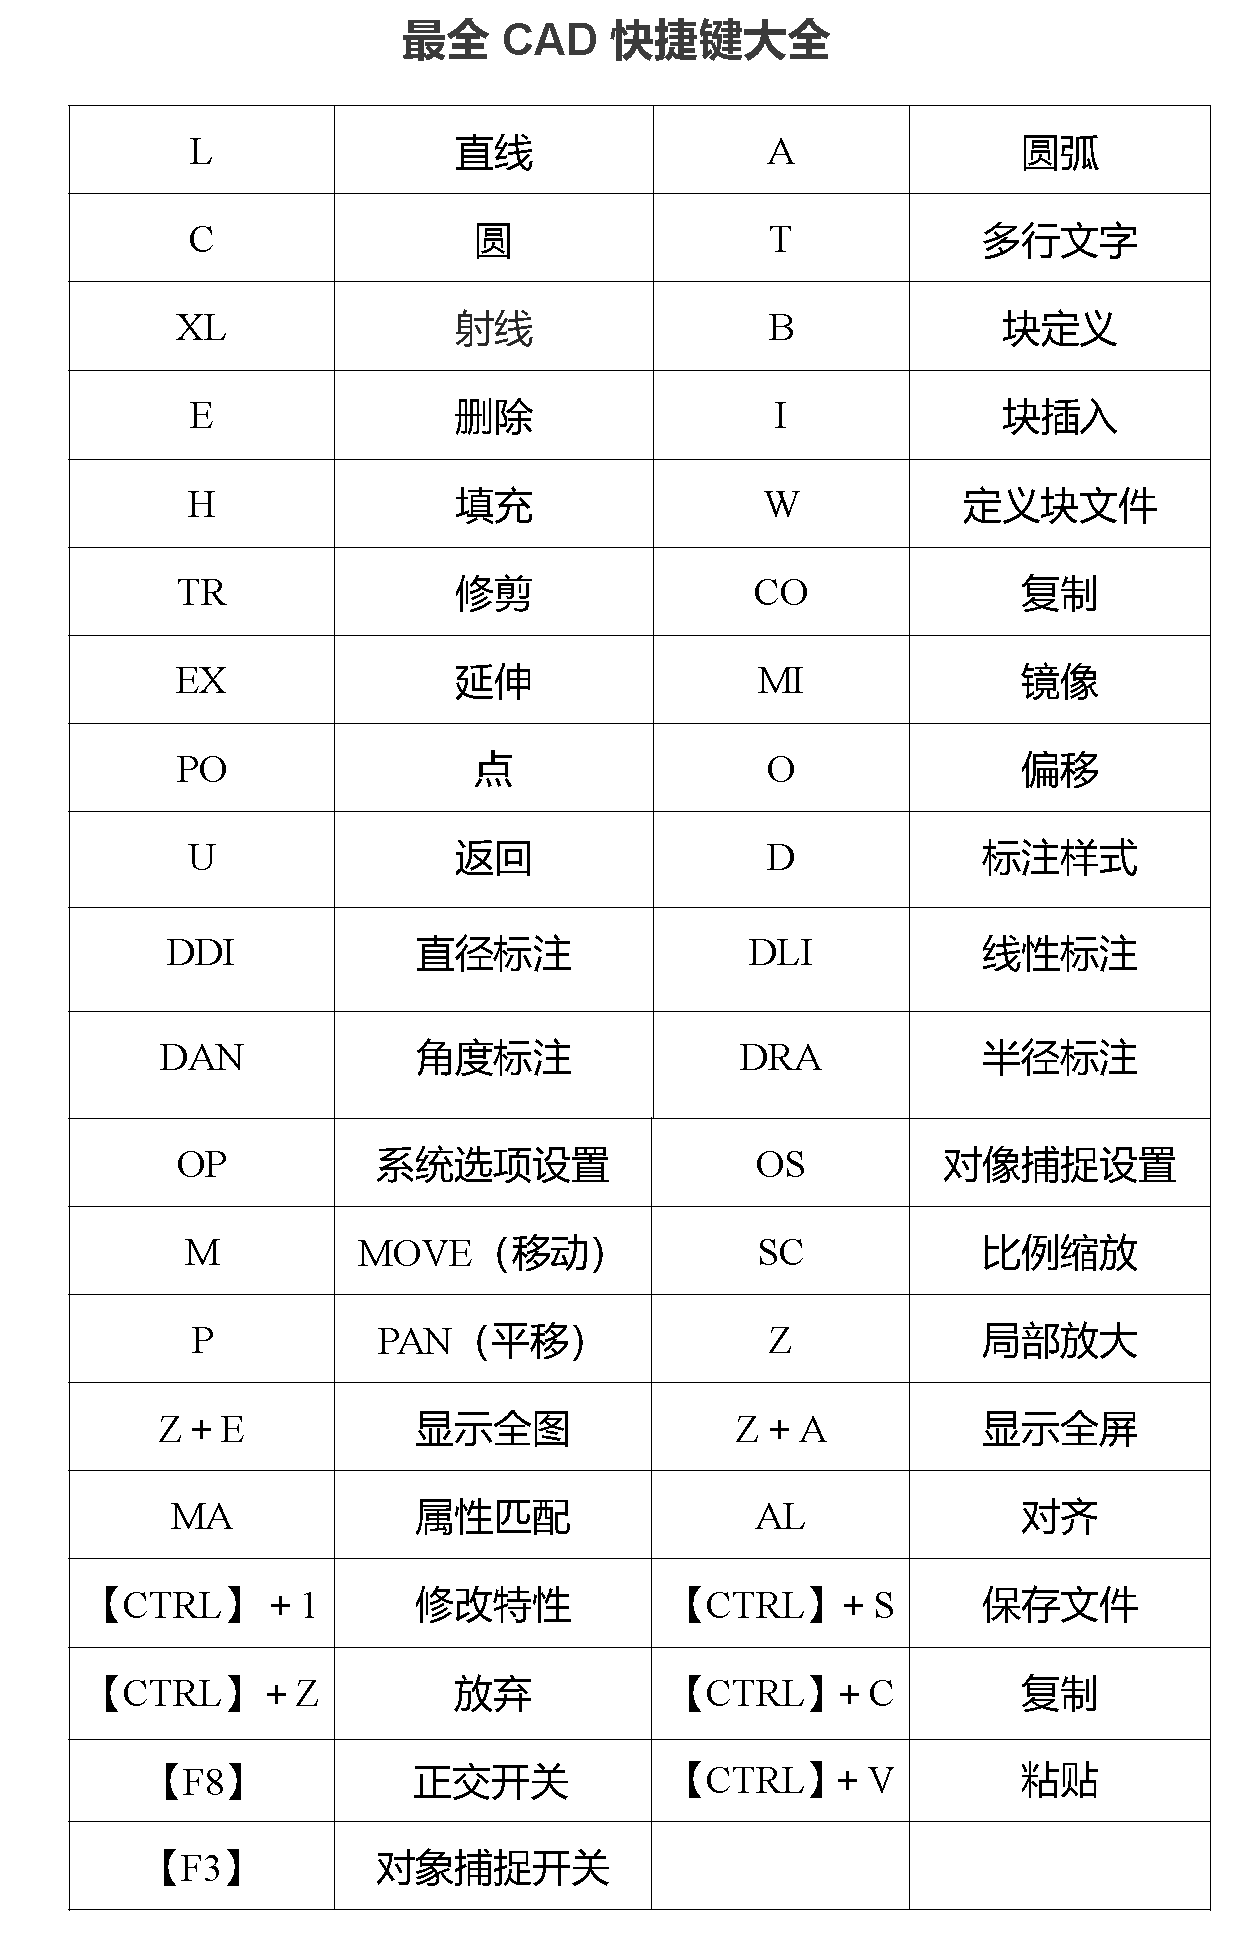 最全 CAD 快捷键大全
L 直线 A 圆弧
C 圆 T 多行文字
XL 射线 B 块定义
E 删除 I 块插入
H 填充 W 定义块文件
TR 修剪 CO 复制
EX 延伸 MI 镜像
PO 点 O 偏移
U 返回 D 标注样式
DDI 直径标注 DLI 线性标注
DAN 角度标注 DRA 半径标注
OP 系统选项设置 OS 对像捕捉设置
M MOVE（移动） SC 比例缩放
P PAN（平移） Z 局部放大
Z + E 显示全图 Z + A 显示全屏
MA 属性匹配 AL 对齐
【CTRL】 + 1 修改特性 【CTRL】+ S 保存文件
【CTRL】 + Z 放弃 【CTRL】+ C 复制
【F8】 正交开关 【CTRL】+ V 粘贴
【F3】 对象捕捉开关